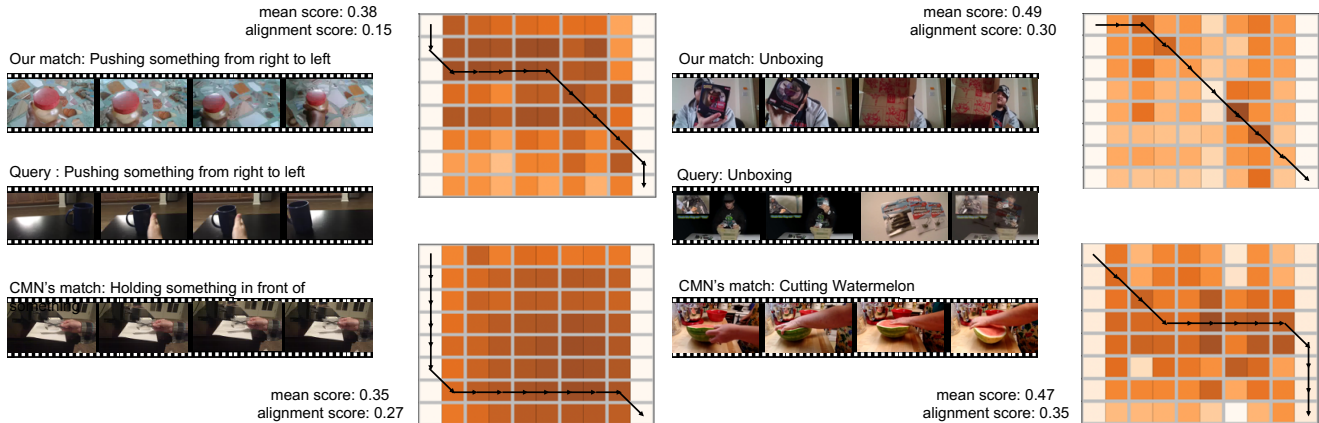 mean score: 0.38
alignment score: 0.15
Our match: Pushing something from right to left
Query : Pushing something from right to left
CMN's match: Holding something in front of
something
mean score: 0.35
alignment score: 0.27
mean score: 0.49
alignment score: 0.30
Our match: Unboxing
Query: Unboxing
CMN's match: Cutting Watermelon
mean score: 0.47
alignment score: 0.35